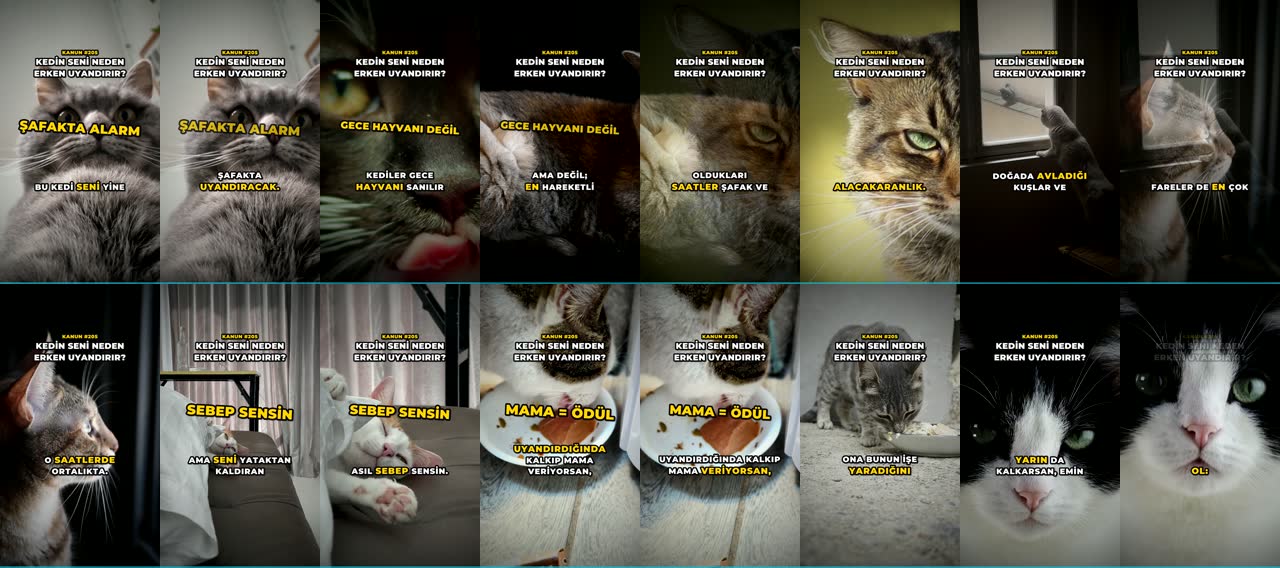 KANUN #205
KEDİN SENİ NEDEN
ERKEN UYANDIRIR?
ŞAFAKTA ALARM
BU KEDİ SENİ YİNE
KANUN #205
KEDİN SENİ NEDEN
ERKEN UYANDIRIR?
ŞAFAKTA ALARM
ŞAFAKTA
UYANDIRACAK.
KANUN #205
KEDİN SENİ NEDEN
ERKEN UYANDIRIR?
GECE HAYVANI DEĞİL
KEDİLER GECE
HAYVANI SANILIR
KANUN #205
KEDİN SENİ NEDEN
ERKEN UYANDIRIR?
GECE HAYVANI DEĞİL
AMA DEĞİL;
EN HAREKETLİ
KANUN #205
KEDİN SENİ NEDEN
ERKEN UYANDIRIR?
OLDUKLARI
SAATLER ŞAFAK VE
KANUN #205
KEDİN SENİ NEDEN
ERKEN UYANDIRIR?
ALACAKARANLIK.
KANUN #205
KEDİN SENİ NEDEN
ERKEN UYANDIRIR?
DOĞADA AVLADIĞI
KUŞLAR VE
KANUN #205
KEDİN SENİ NEDEN
ERKEN UYANDIRIR?
FARELER DE EN ÇOK
KANUN #205
KEDİN SENİ NEDEN
ERKEN UYANDIRIR?
O SAATLERDE
ORTALIKTA.
KANUN #205
KEDİN SENİ NEDEN
ERKEN UYANDIRIR?
SEBEP SENSİN
AMA SENİ YATAKTAN
KALDIRAN
KANUN #205
KEDİN SENİ NEDEN
ERKEN UYANDIRIR?
SEBEP SENSİN
ASIL SEBEP SENSİN.
KANUN #205
KEDİN SENİ NEDEN
ERKEN UYANDIRIR?
MAMA = ÖDÜL
UYANDIRDIĞINDA
KALKIP MAMA
VERİYORSAN,
KANUN #205
KEDİN SENİ NEDEN
ERKEN UYANDIRIR?
MAMA = ÖDÜL
UYANDIRDIĞINDA KALKIP
MAMA VERİYORSAN,
KANUN #205
KEDİN SENİ NEDEN
ERKEN UYANDIRIR?
ONA BUNUN İŞE
YARADIĞINI
KANUN #205
KEDİN SENİ NEDEN
ERKEN UYANDIRIR?
YARIN DA
KALKARSAN, EMİN
KEDİN SENİ NEDEN
ERKEN UYANDIRIR?
OL: